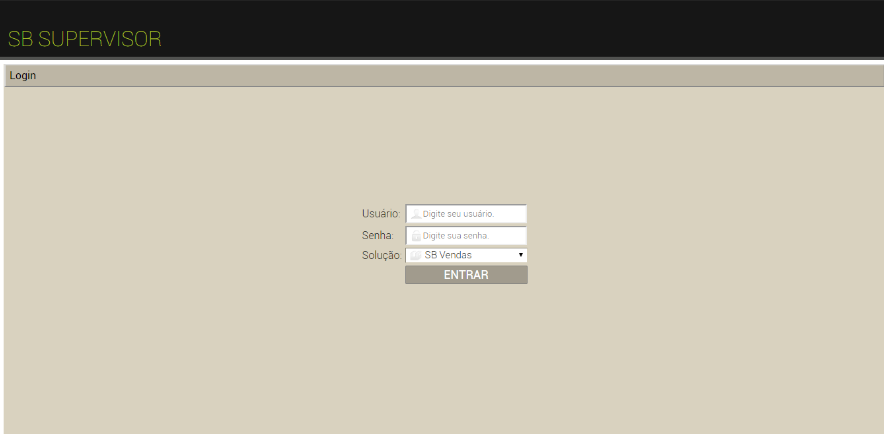 SB SUPERVISOR
Login
Usuário: Digite seu usuário.
Senha: Digite sua senha.
Solução: SB Vendas
ENTRAR